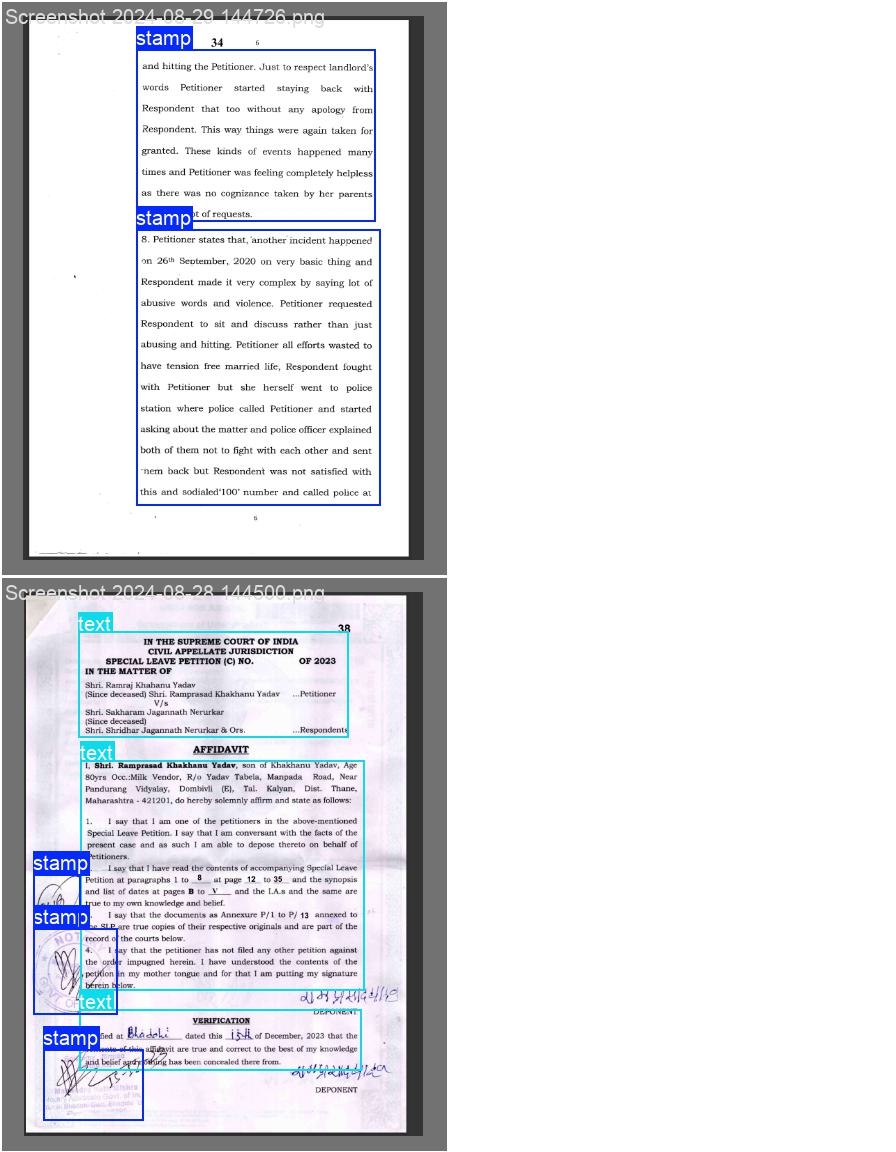 Screenshot 2024-08-29 144726.png
stamp
34 6
and hitting the Petitioner. Just to respect landlord's
words Petitioner started staying back with
Respondent that too without any apology from
Respondent. This way things were again taken for
granted. These kinds of events happened many
times and Petitioner was feeling completely helpless
as there was no cognizance taken by her parents
stamp
of requests.
8. Petitioner states that, another incident happened
on 26th September, 2020 on very basic thing and
Respondent made it very complex by saying lot of
abusive words and violence. Petitioner requested
Respondent to sit and discuss rather than just
abusing and hitting. Petitioner all efforts wasted to
have tension free married life, Respondent fought
with Petitioner but she herself went to police
station where police called Petitioner and started
asking about the matter and police officer explained
both of them not to fight with each other and sent
back but Respondent was not satisfied with
this and sodialed'100' number and called police at
6
Screenshot 2024-08-28 144500.png
text
38
IN THE SUPREME COURT OF INDIA
CIVIL APPELLATE JURISDICTION
SPECIAL LEAVE PETITION (C) NO. OF 2023
IN THE MATTER OF
Shri. Ramraj Khahanu Yadav
(Since deceased) Shri. Ramprasad Khakhanu Yadav ...Petitioner
V/s
Shri. Sakharam Jagannath Nerurkar
(Since deceased)
Shri. Shridhar Jagannath Nerurkar & Ors. ...Respondents
text
AFFIDAVIT
I, Shri. Ramprasad Khakhanu Yadav, son of Khakhanu Yadav, Age
80yrs Occ.:Milk Vendor, R/o Yadav Tabela, Manpada Road, Near
Pandurang Vidyalay, Dombivli (E), Tal. Kalyan, Dist. Thane,
Maharashtra - 421201, do hereby solemnly affirm and state as follows:
1. I say that I am one of the petitioners in the above-mentioned
Special Leave Petition. I say that I am conversant with the facts of the
present case and as such I am able to depose thereto on behalf of
Petitioners.
stamp
I say that I have read the contents of accompanying Special Leave
Petition at paragraphs 1 to 8 at page 12 to 35 and the synopsis
and list of dates at pages B to V and the I.A.s and the same are
true to my own knowledge and belief.
stamp
I say that the documents as Annexure P/1 to P/ 13 annexed to
the SLP are true copies of their respective originals and are part of the
record of the courts below.
4. I say that the petitioner has not filed any other petition against
the order impugned herein. I have understood the contents of the
petition in my mother tongue and for that I am putting my signature
herein below.
text
DEPONENT
VERIFICATION
at Bhadohi dated this 13th of December, 2023 that the
stamp
of this affidavit are true and correct to the best of my knowledge
and belief and nothing has been concealed there from.
DEPONENT